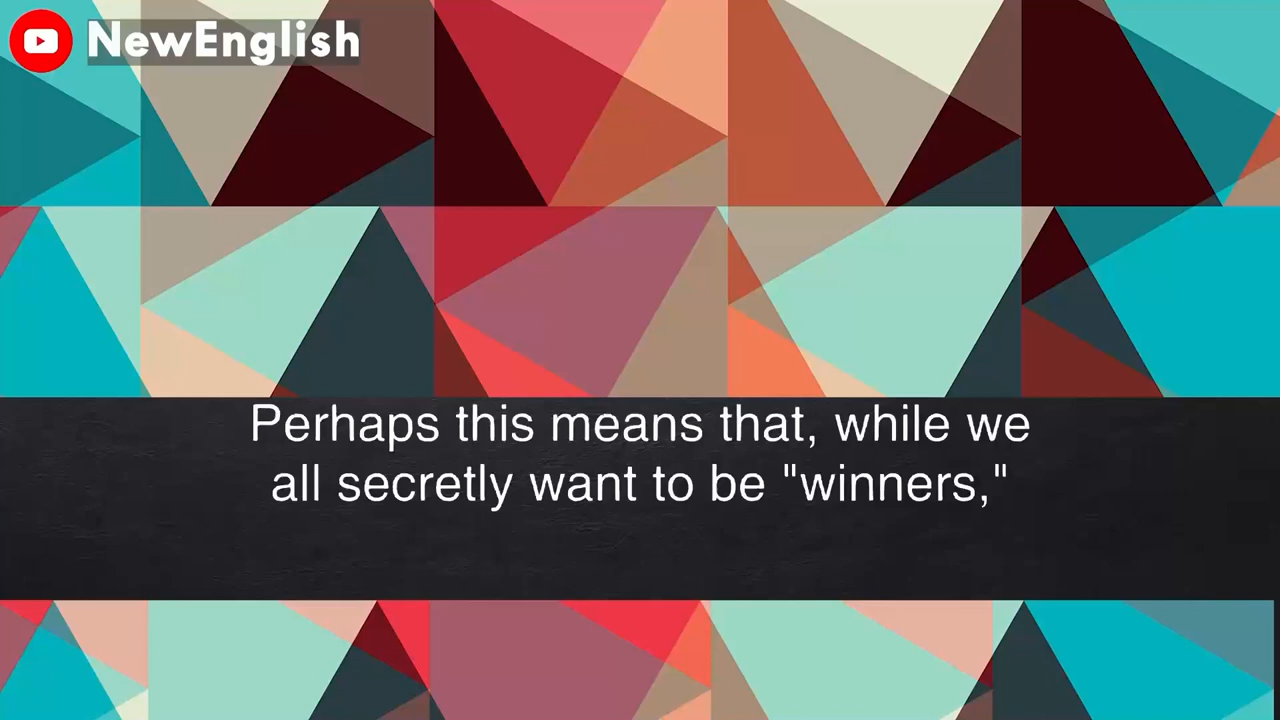 NewEnglish
Perhaps this means that, while we
all secretly want to be "winners,"